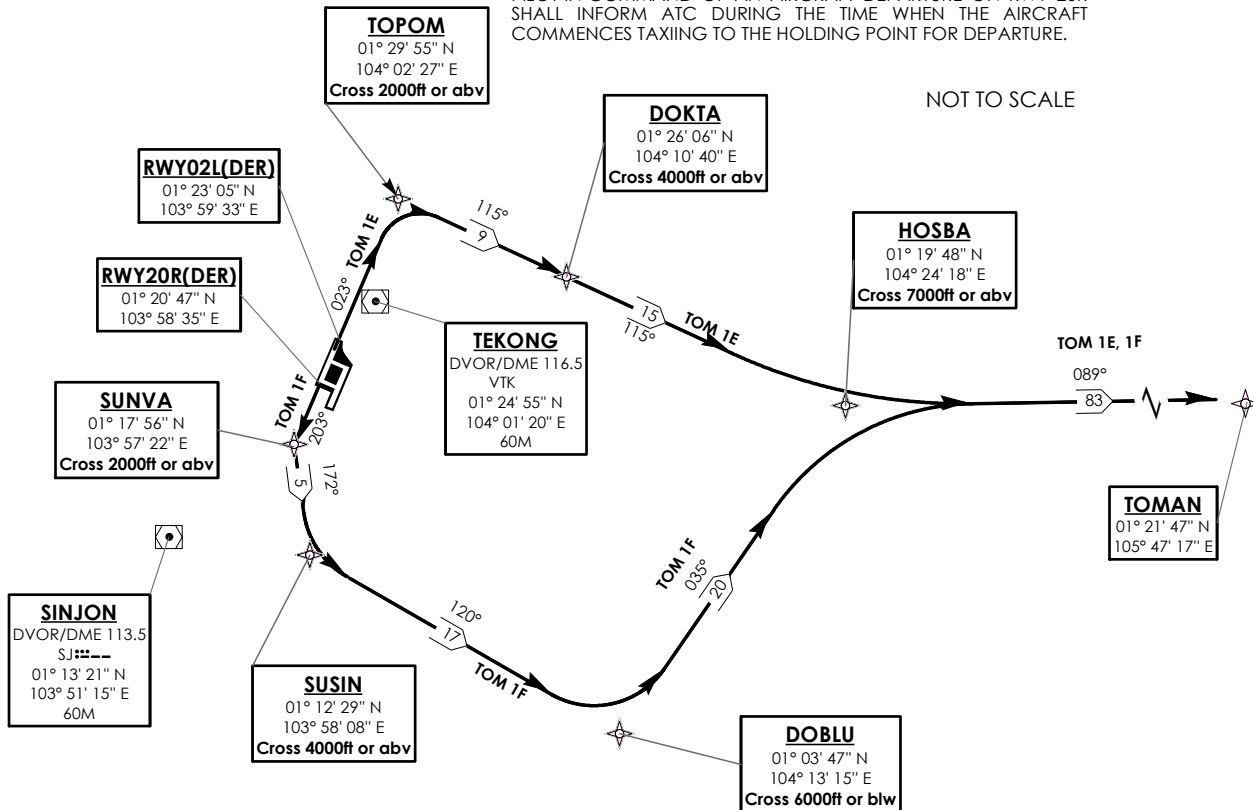 SHALL INFORM ATC DURING THE TIME WHEN THE AIRCRAFT
COMMENCES TAXIING TO THE HOLDING POINT FOR DEPARTURE.
NOT TO SCALE
TOPOM
01° 29' 55" N
104° 02' 27" E
Cross 2000ft or abv
DOKTA
01° 26' 06" N
104° 10' 40" E
Cross 4000ft or abv
RWY02L(DER)
01° 23' 05" N
103° 59' 33" E
HOSBA
01° 19' 48" N
104° 24' 18" E
Cross 7000ft or abv
RWY20R(DER)
01° 20' 47" N
103° 58' 35" E
TEKONG
DVOR/DME 116.5
VTK
01° 24' 55" N
104° 01' 20" E
60M
SUNVA
01° 17' 56" N
103° 57' 22" E
Cross 2000ft or abv
TOMAN
01° 21' 47" N
105° 47' 17" E
SINJON
DVOR/DME 113.5
SJ
01° 13' 21" N
103° 51' 15" E
60M
SUSIN
01° 12' 29" N
103° 58' 08" E
Cross 4000ft or abv
DOBLU
01° 03' 47" N
104° 13' 15" E
Cross 6000ft or blw
023°
TOM 1E
115°
9
15
115°
TOM 1E
TOM 1E, 1F
089°
83
TOM 1F
203°
172°
5
120°
17
TOM 1F
TOM 1F
035°
20